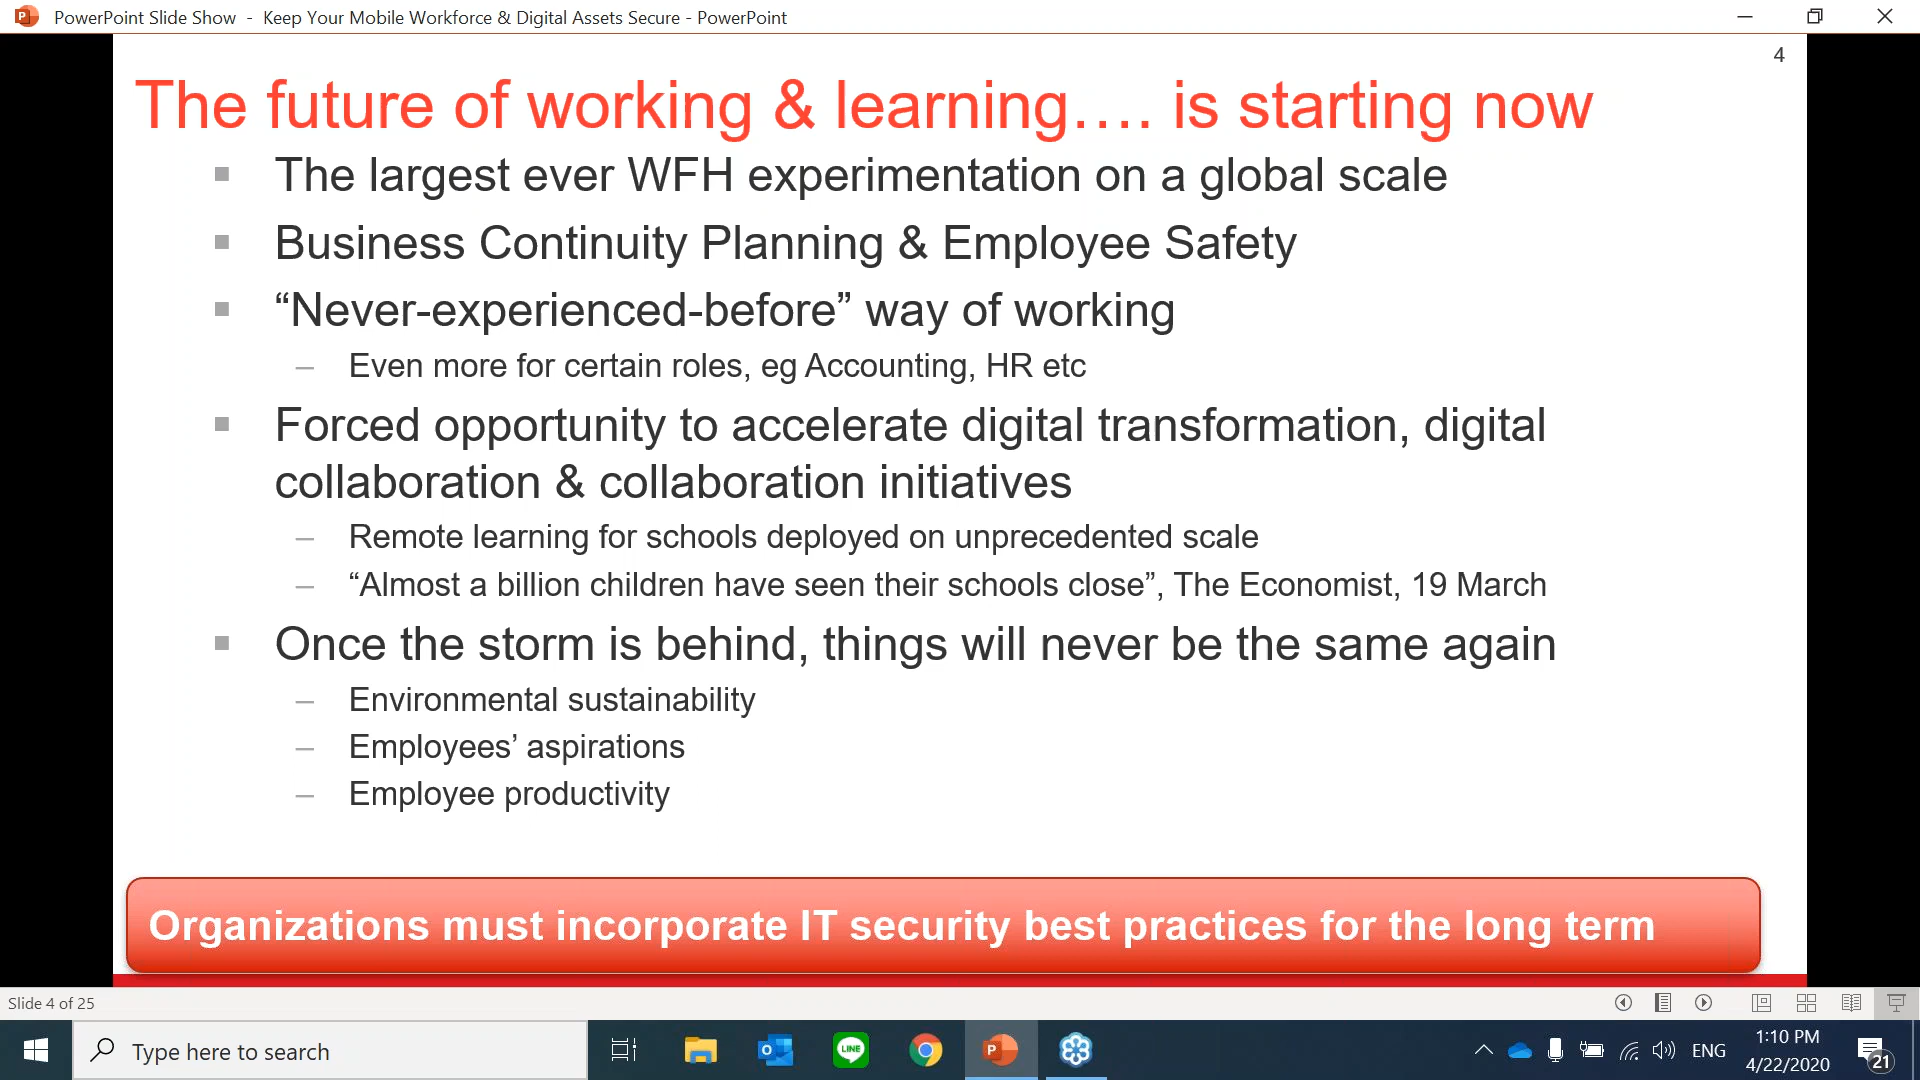 PowerPoint Slide Show - Keep Your Mobile Workforce & Digital Assets Secure - PowerPoint
4
The future of working & learning…. is starting now
The largest ever WFH experimentation on a global scale
Business Continuity Planning & Employee Safety
“Never-experienced-before” way of working
– Even more for certain roles, eg Accounting, HR etc
Forced opportunity to accelerate digital transformation, digital
collaboration & collaboration initiatives
– Remote learning for schools deployed on unprecedented scale
– “Almost a billion children have seen their schools close”, The Economist, 19 March
Once the storm is behind, things will never be the same again
– Environmental sustainability
– Employees’ aspirations
– Employee productivity
Organizations must incorporate IT security best practices for the long term
Slide 4 of 25
Type here to search
LINE
ENG
1:10 PM
4/22/2020
21